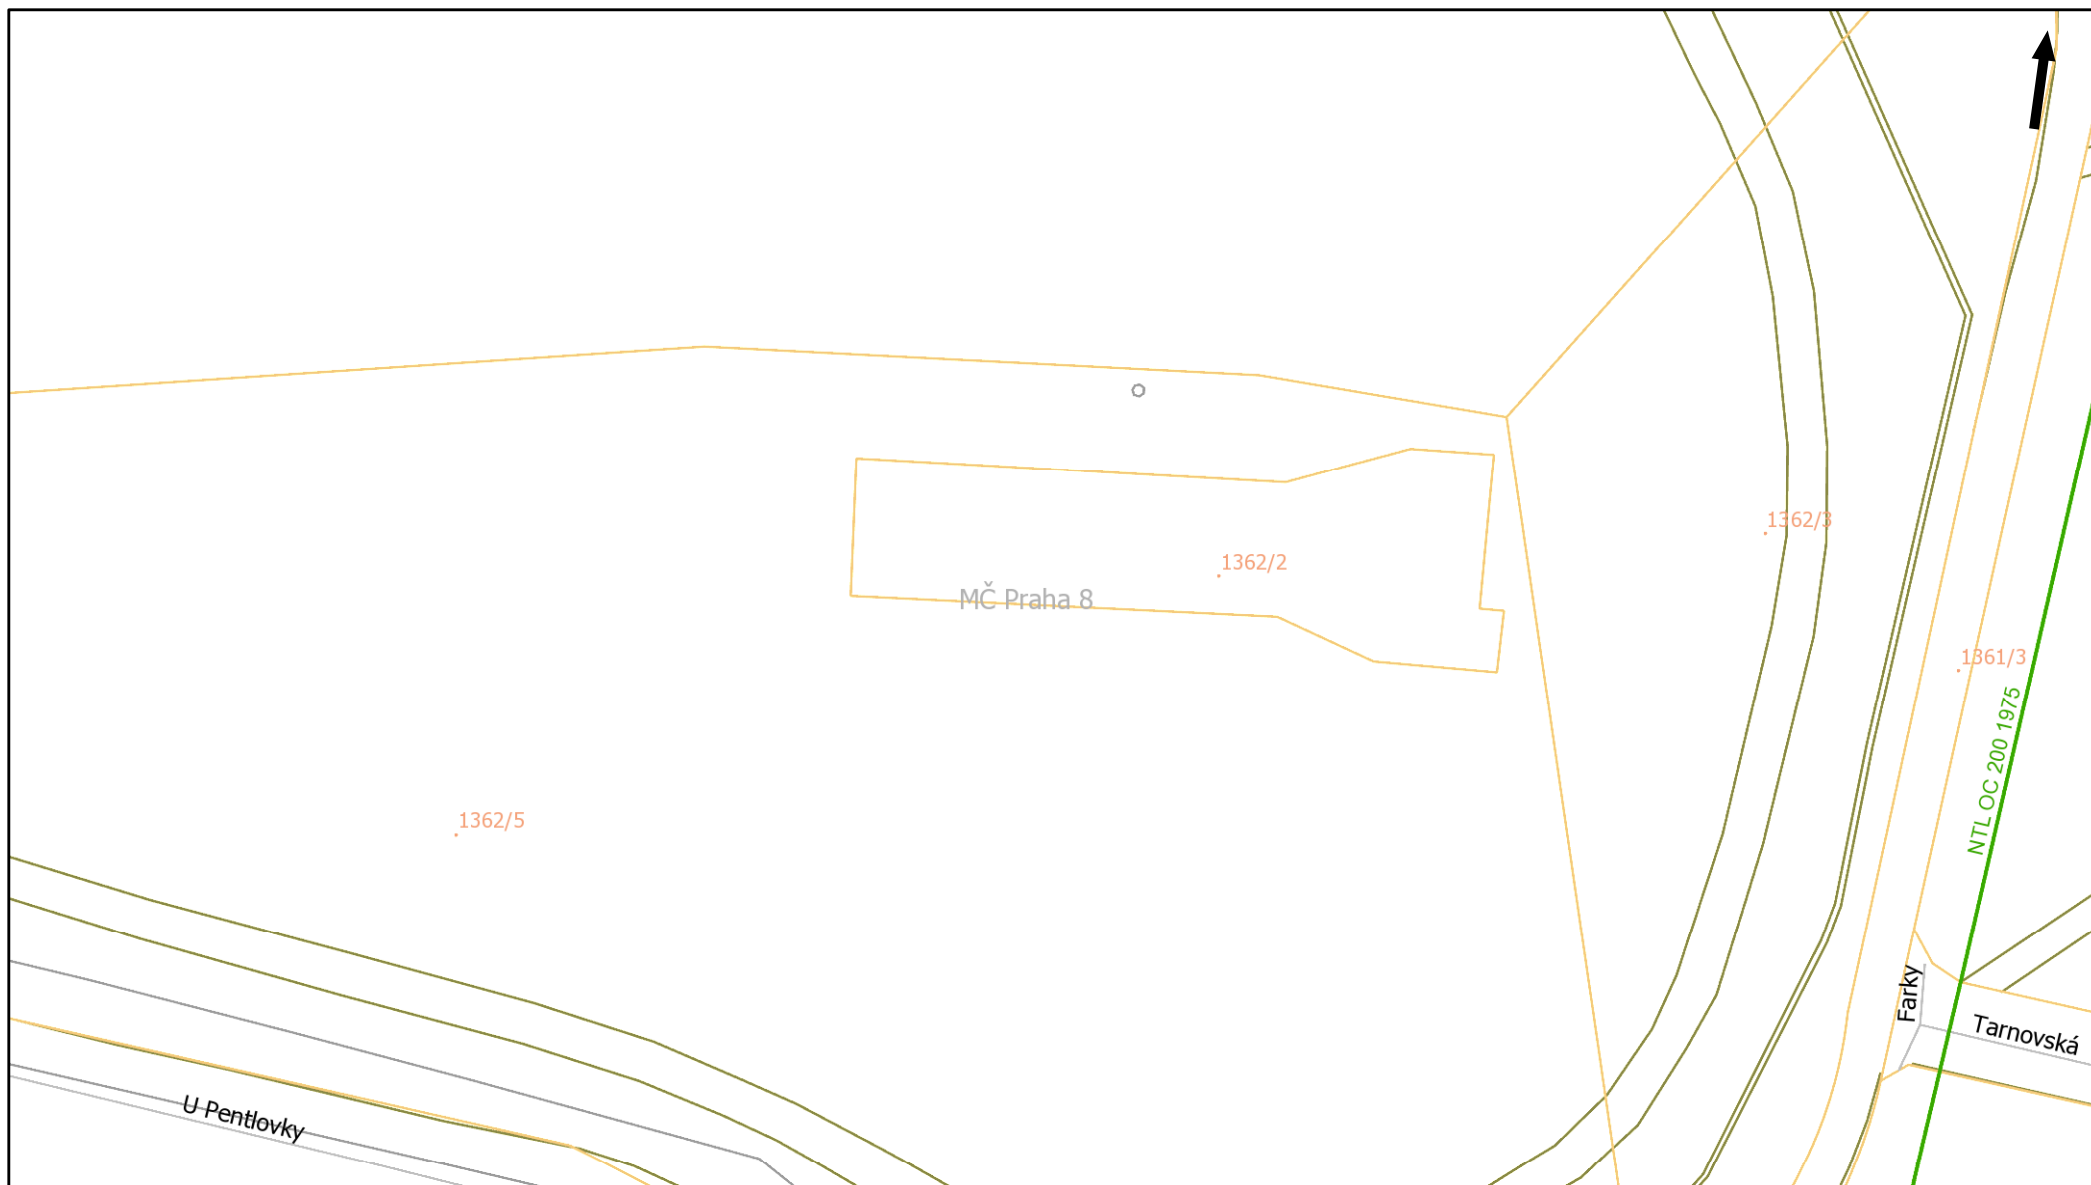 1362/3
1362/2
MČ Praha 8
1361/3
NTL OC 200 1975
1362/5
Farky
Tarnovská
U Pentlovky